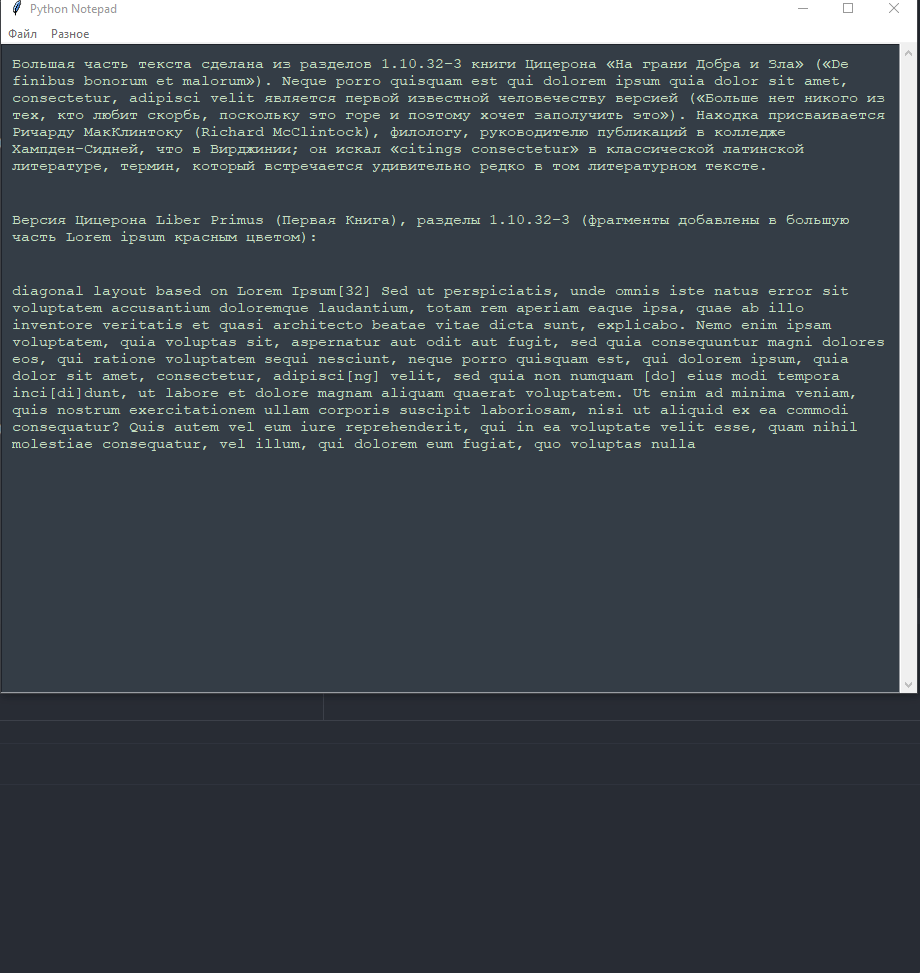 Python Notepad
Файл Разное
Большая часть текста сделана из разделов 1.10.32-3 книги Цицерона «На грани Добра и Зла» («De
finibus bonorum et malorum»). Neque porro quisquam est qui dolorem ipsum quia dolor sit amet,
consectetur, adipisci velit является первой известной человечеству версией («Больше нет никого из
тех, кто любит скорбь, поскольку это горе и поэтому хочет заполучить это»). Находка присваивается
Ричарду МакКлинтоку (Richard McClintock), филологу, руководителю публикаций в колледже
Хампден-Сидней, что в Вирджинии; он искал «citings consectetur» в классической латинской
литературе, термин, который встречается удивительно редко в том литературном тексте.
Версия Цицерона Liber Primus (Первая Книга), разделы 1.10.32-3 (фрагменты добавлены в большую
часть Lorem ipsum красным цветом):
diagonal layout based on Lorem Ipsum[32] Sed ut perspiciatis, unde omnis iste natus error sit
voluptatem accusantium doloremque laudantium, totam rem aperiam eaque ipsa, quae ab illo
inventore veritatis et quasi architecto beatae vitae dicta sunt, explicabo. Nemo enim ipsam
voluptatem, quia voluptas sit, aspernatur aut odit aut fugit, sed quia consequuntur magni dolores
eos, qui ratione voluptatem sequi nesciunt, neque porro quisquam est, qui dolorem ipsum, quia
dolor sit amet, consectetur, adipisci[ng] velit, sed quia non numquam [do] eius modi tempora
inci[di]dunt, ut labore et dolore magnam aliquam quaerat voluptatem. Ut enim ad minima veniam,
quis nostrum exercitationem ullam corporis suscipit laboriosam, nisi ut aliquid ex ea commodi
consequatur? Quis autem vel eum iure reprehenderit, qui in ea voluptate velit esse, quam nihil
molestiae consequatur, vel illum, qui dolorem eum fugiat, quo voluptas nulla